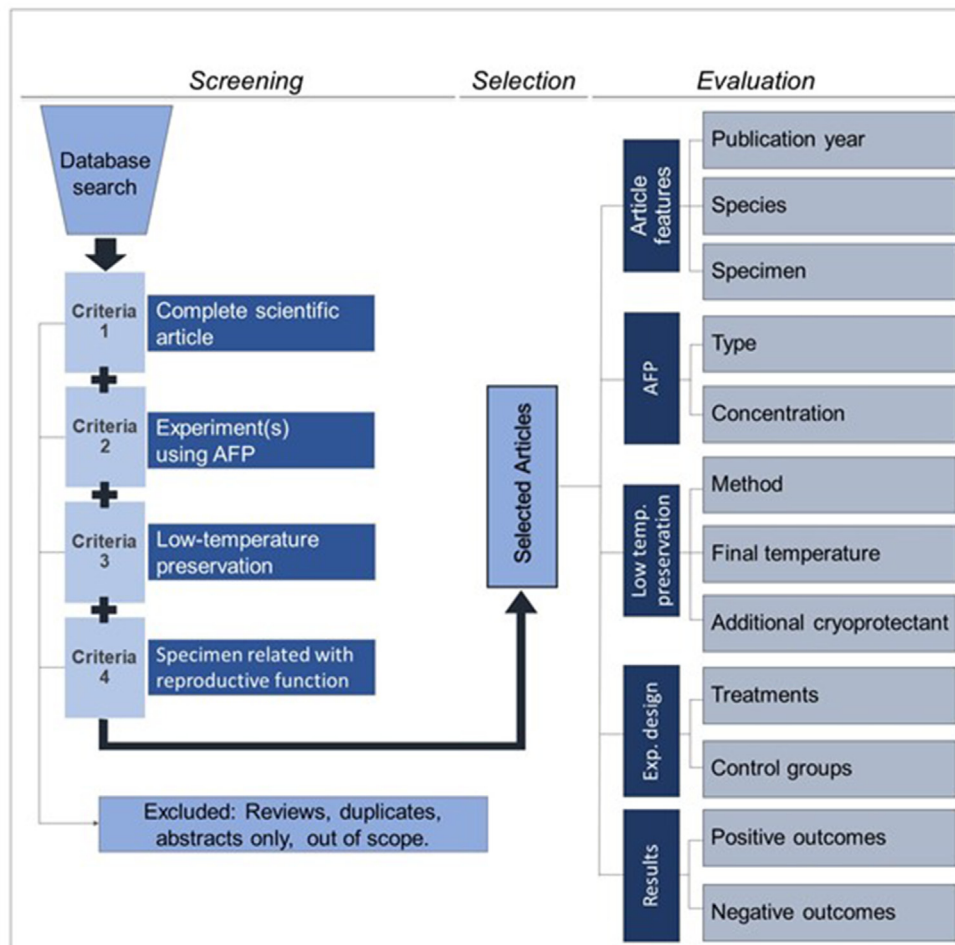 Screening
Selection
Evaluation
Database
search
Criteria
1
Complete scientific
article
Criteria
2
Experiment(s)
using AFP
Criteria
3
Low-temperature
preservation
Criteria
4
Specimen related with
reproductive function
Excluded: Reviews, duplicates,
abstracts only, out of scope.
Selected Articles
Article
features
Publication year
Species
Specimen
AFP
Type
Concentration
Low temp.
preservation
Method
Final temperature
Additional cryoprotectant
Exp. design
Treatments
Control groups
Results
Positive outcomes
Negative outcomes